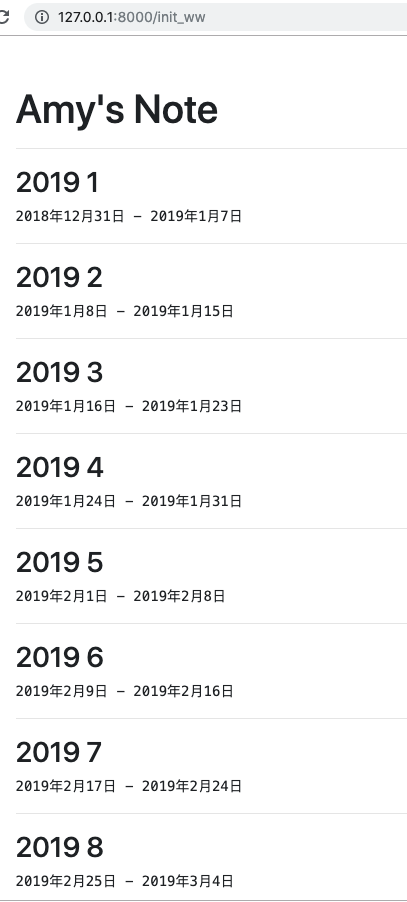 127.0.0.1:8000/init_ww
Amy's Note
2019 1
2018年12月31日 – 2019年1月7日
2019 2
2019年1月8日 – 2019年1月15日
2019 3
2019年1月16日 – 2019年1月23日
2019 4
2019年1月24日 – 2019年1月31日
2019 5
2019年2月1日 – 2019年2月8日
2019 6
2019年2月9日 – 2019年2月16日
2019 7
2019年2月17日 – 2019年2月24日
2019 8
2019年2月25日 – 2019年3月4日